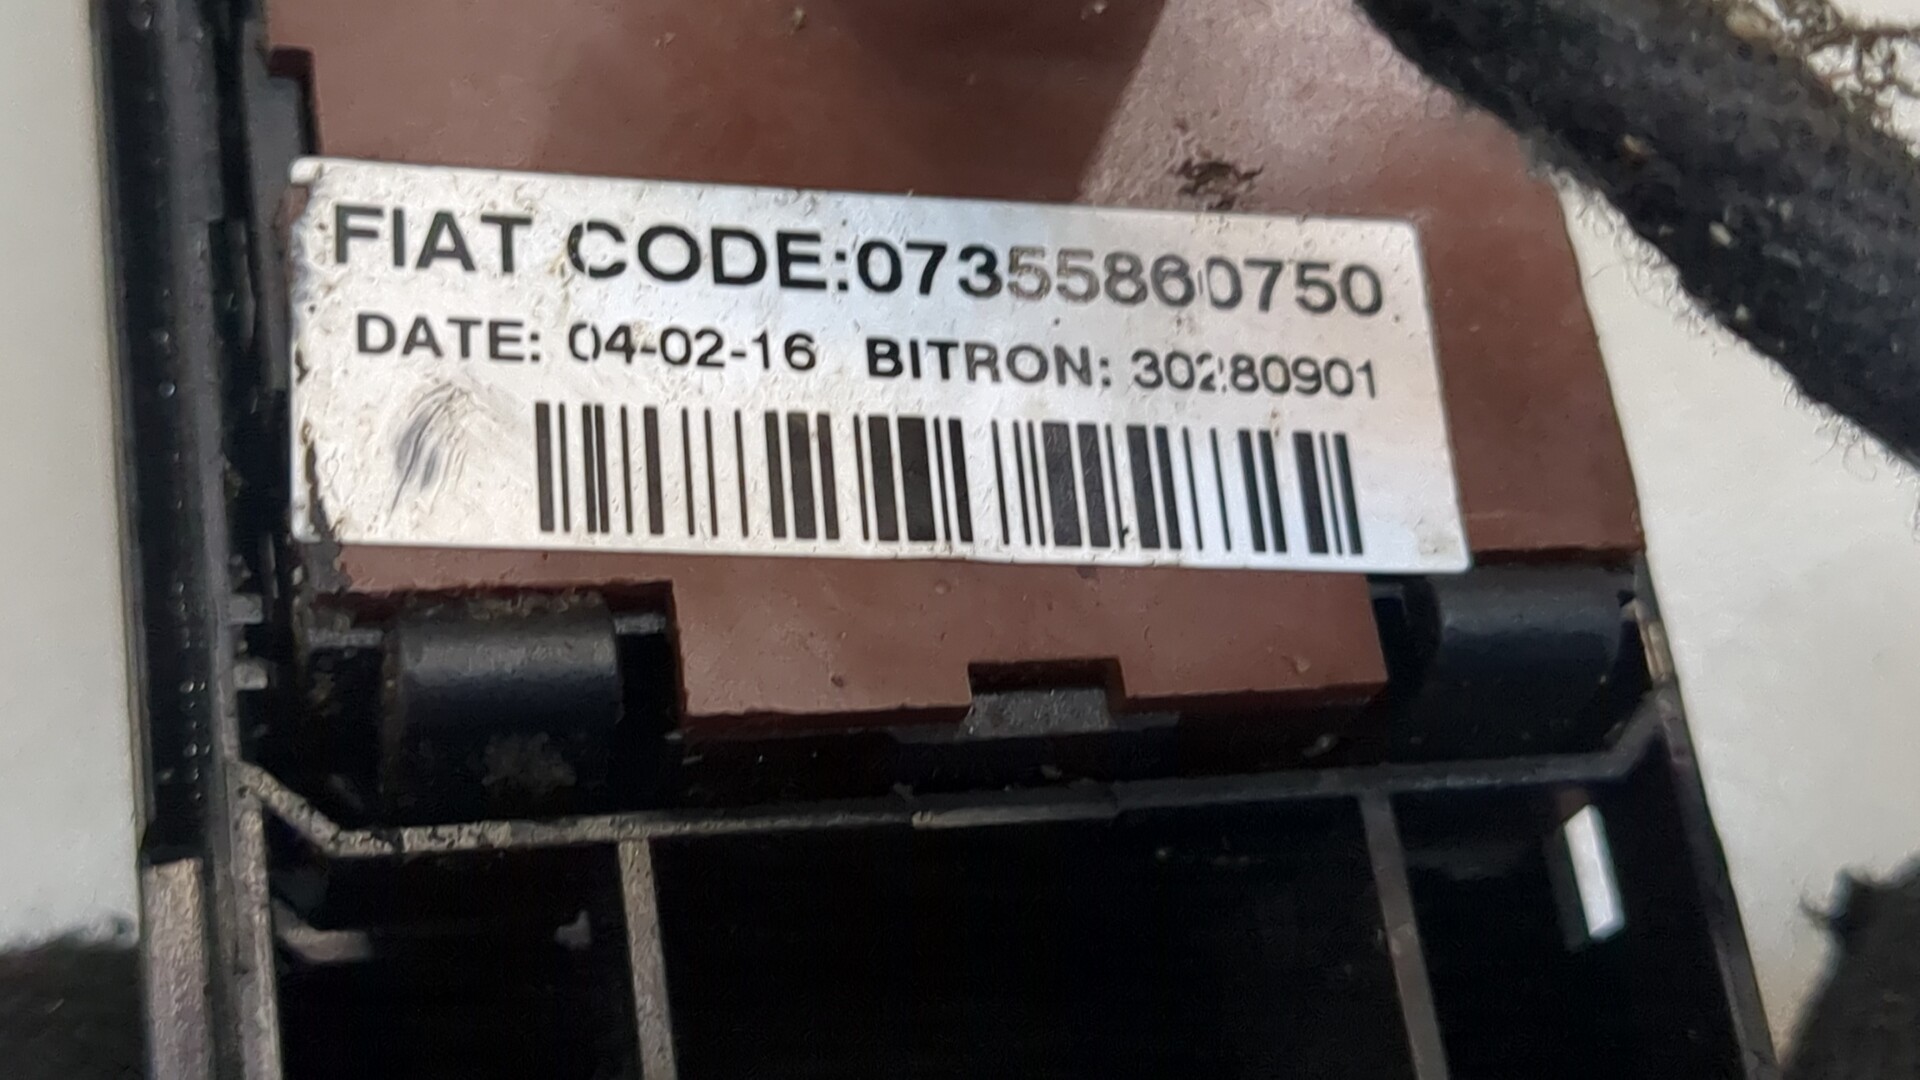 FIAT CODE:07355860750
DATE: 04-02-16 BITRON: 30280901